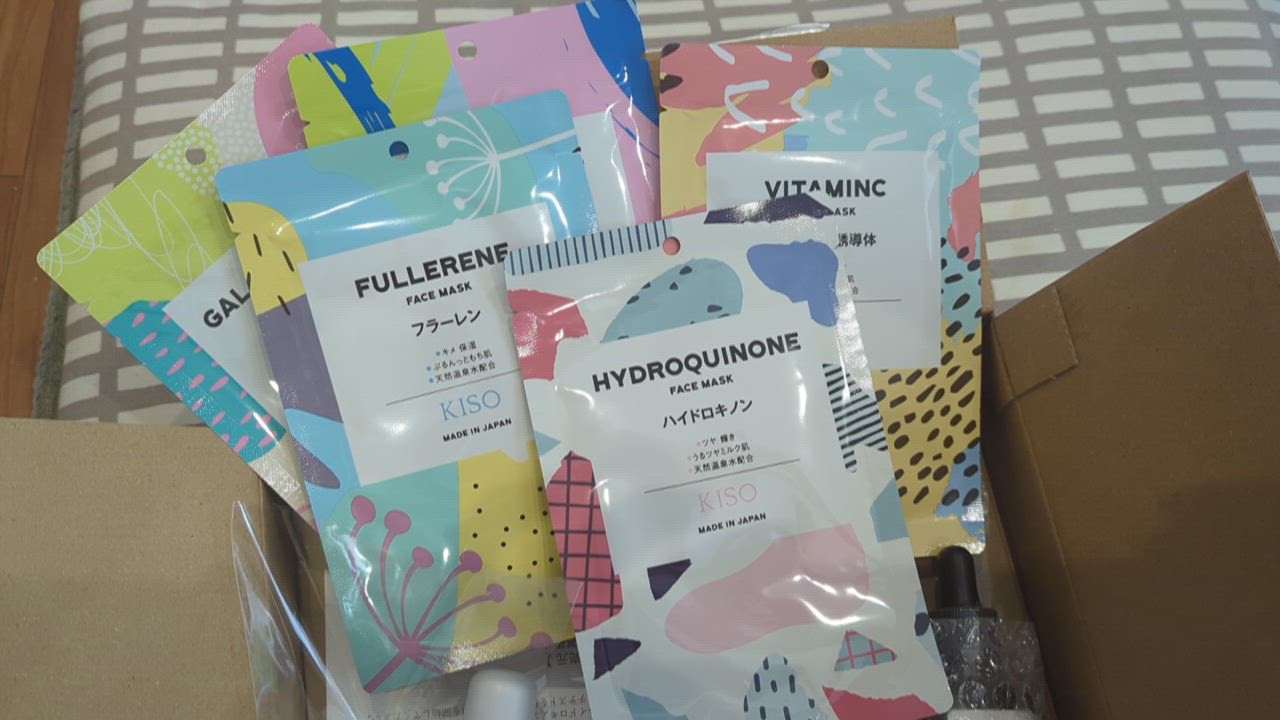 GAL
FULLERENE
FACE MASK
フラーレン
キメ 保湿
ぷるんっともち肌
天然温泉水配合
KISO
MADE IN JAPAN
HYDROQUINONE
FACE MASK
ハイドロキノン
ツヤ 輝き
うるツヤミルク肌
天然温泉水配合
KISO
MADE IN JAPAN
VITAMINC
ASK
誘導体